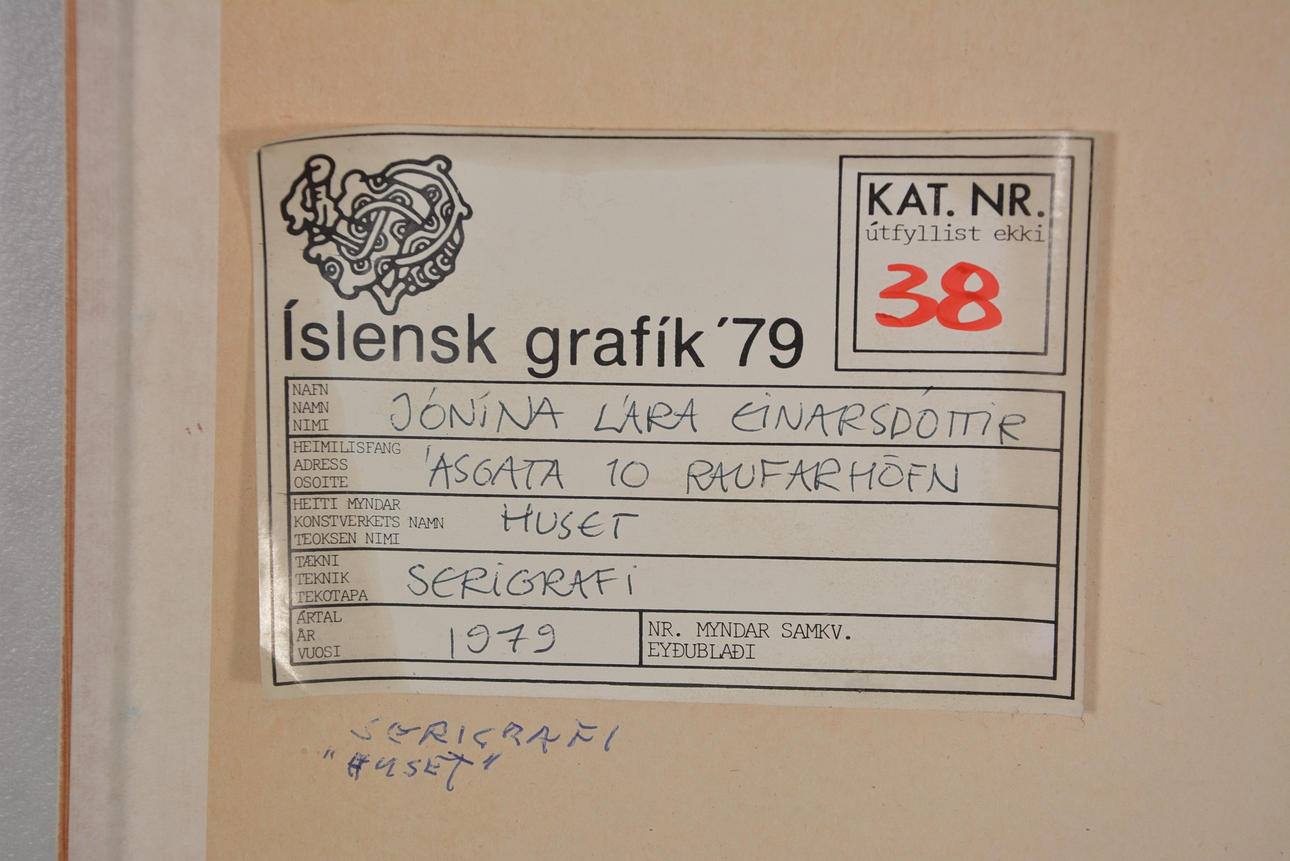 KAT. NR.
útfyllist ekki
38
Íslensk grafík ´79
NAFN
NAMN
NIMI
JÓNÍNA LÁRA EINARSDÓTTIR
HEIMILISFANG
ADRESS
OSOITE
ÁSGATA 10 RAUFARHÖFN
HEITI MYNDAR
KONSTVERKETS NAMN
TEOKSEN NIMI
HUSET
TÆKNI
TEKNIK
TEKOTAPA
SERIGRAFI
ÁRTAL
ÅR
VUOSI
1979
NR. MYNDAR SAMKV.
EYÐUBLAÐI
SERIGRAFI
"HUSET"